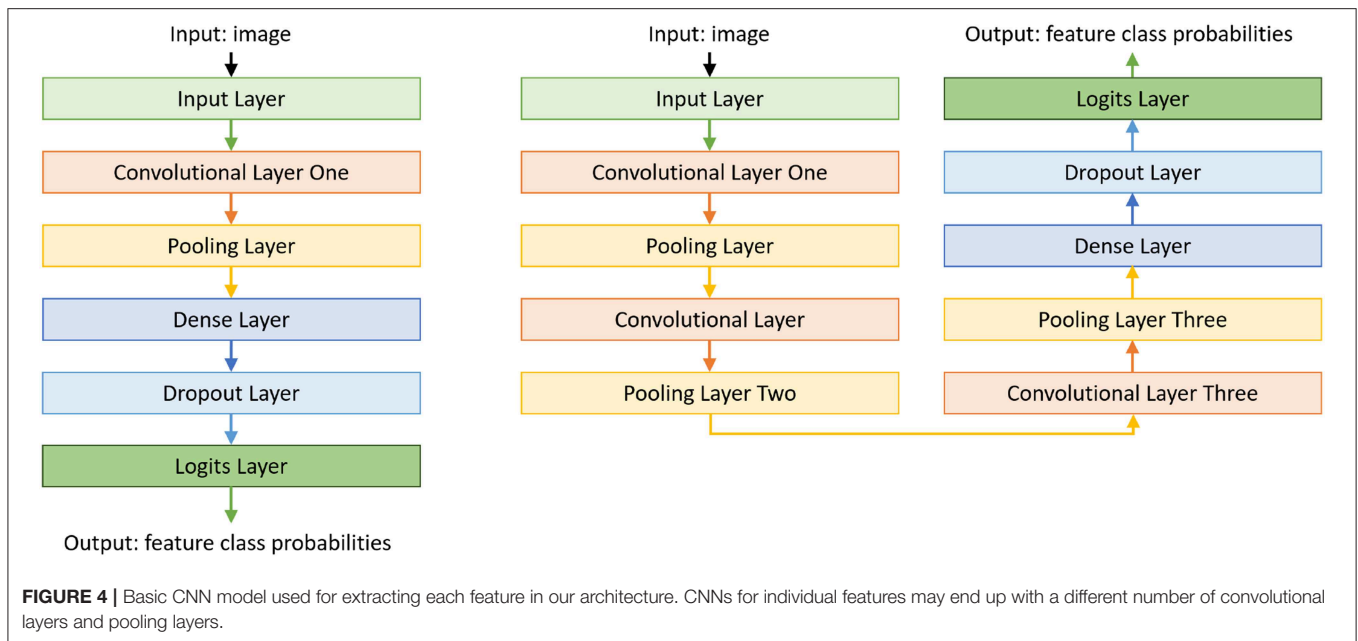 Input: image
Input Layer
Convolutional Layer One
Pooling Layer
Dense Layer
Dropout Layer
Logits Layer
Output: feature class probabilities
Input: image
Input Layer
Convolutional Layer One
Pooling Layer
Convolutional Layer
Pooling Layer Two
Output: feature class probabilities
Logits Layer
Dropout Layer
Dense Layer
Pooling Layer Three
Convolutional Layer Three
FIGURE 4 | Basic CNN model used for extracting each feature in our architecture. CNNs for individual features may end up with a different number of convolutional
layers and pooling layers.